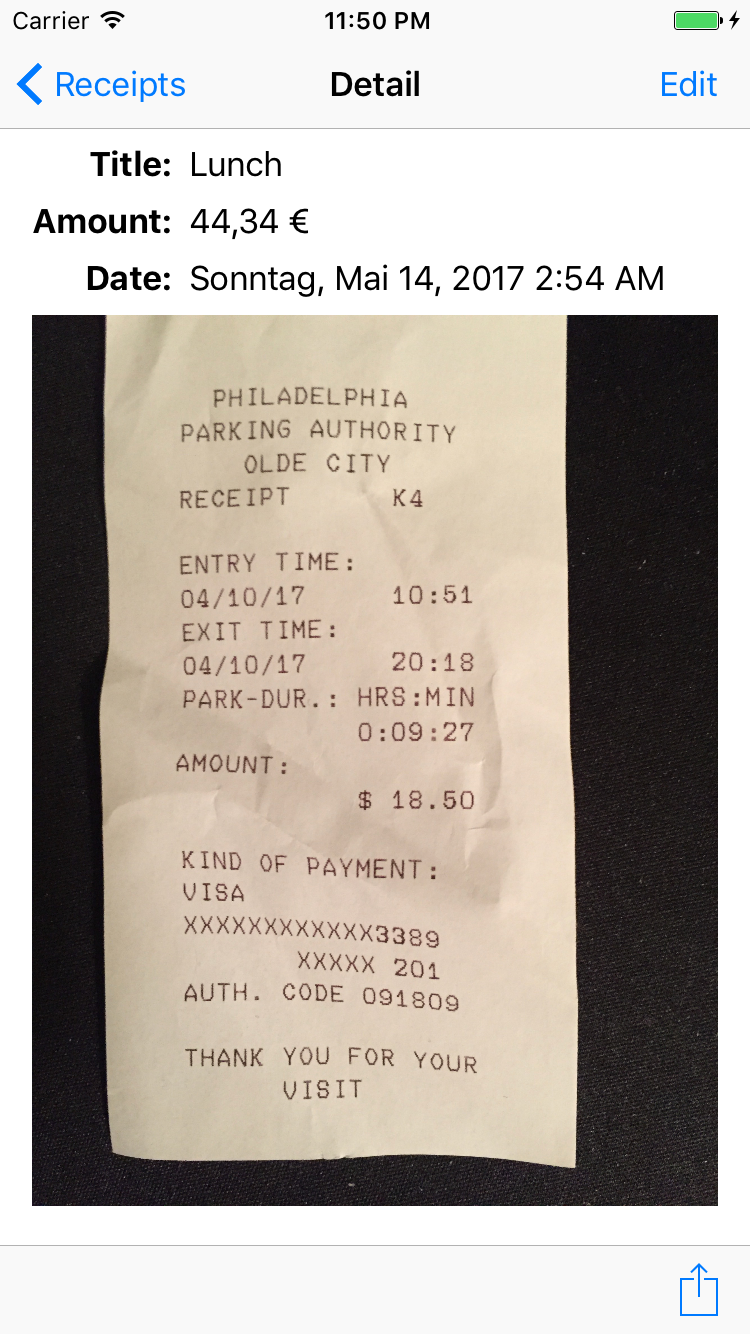 Carrier 11:50 PM
Receipts Detail Edit
Title: Lunch
Amount: 44,34 €
Date: Sonntag, Mai 14, 2017 2:54 AM
PHILADELPHIA
PARKING AUTHORITY
OLDE CITY
RECEIPT K4
ENTRY TIME:
04/10/17 10:51
EXIT TIME:
04/10/17 20:18
PARK-DUR.: HRS:MIN
0:09:27
AMOUNT:
$ 18.50
KIND OF PAYMENT:
VISA
XXXXXXXXXXXX3389
XXXXX 201
AUTH. CODE 091809
THANK YOU FOR YOUR
VISIT